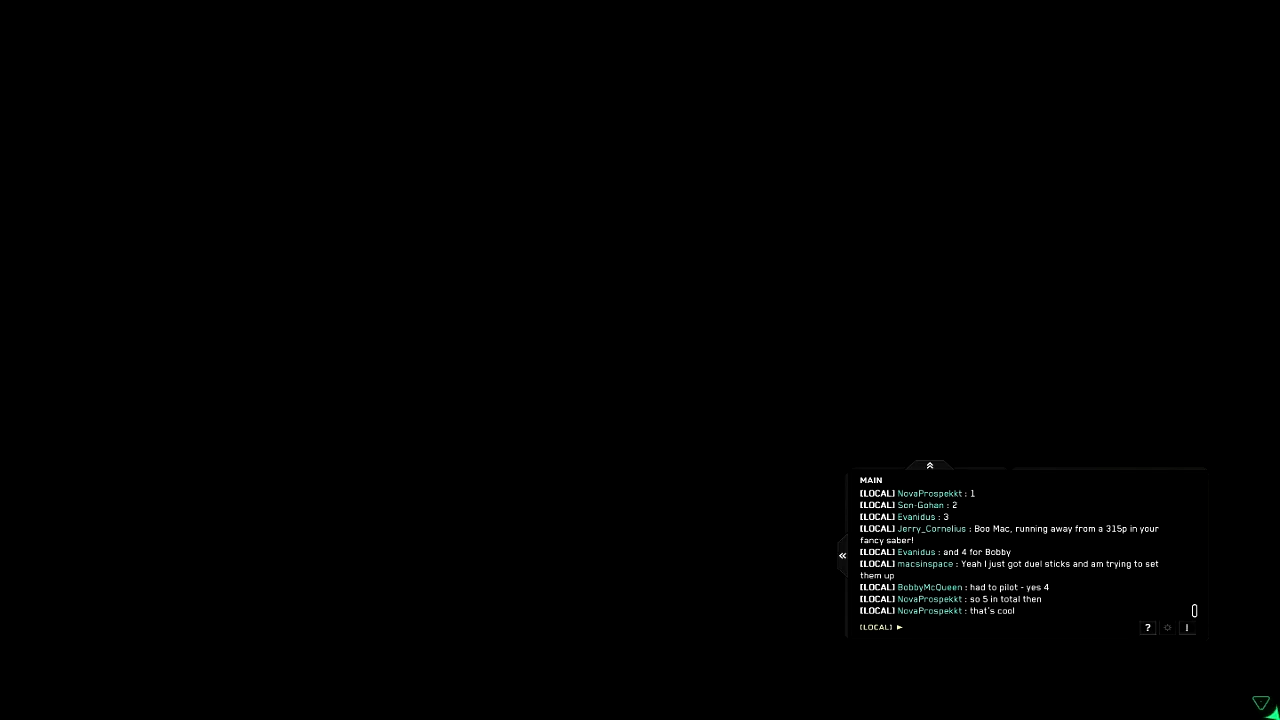 MAIN
[LOCAL] NovaProspekkt : 1
[LOCAL] Son-Gohan : 2
[LOCAL] Evanidus : 3
[LOCAL] Jerry_Cornelius : Boo Mac, running away from a 315p in your
fancy saber!
[LOCAL] Evanidus : and 4 for Bobby
[LOCAL] macsinspace : Yeah I just got duel sticks and am trying to set
them up
[LOCAL] BobbyMcQueen : had to pilot - yes 4
[LOCAL] NovaProspekkt : so 5 in total then
[LOCAL] NovaProspekkt : that's cool
[LOCAL] ► ? !